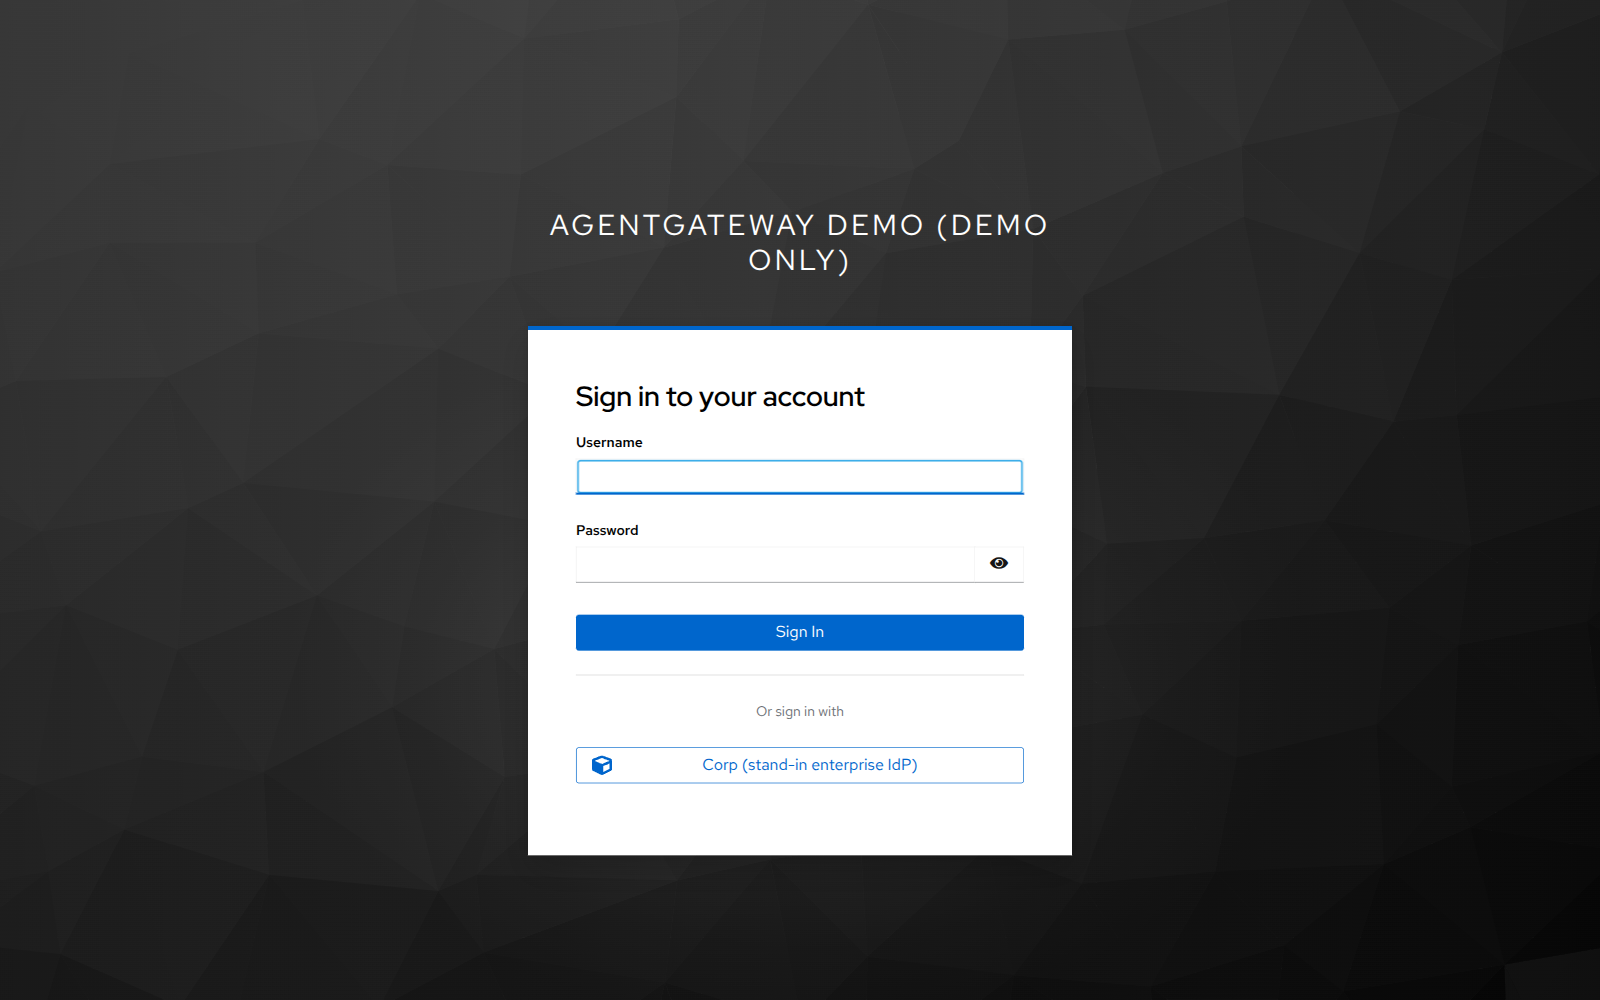 AGENTGATEWAY DEMO (DEMO
ONLY)
Sign in to your account
Username
Password
Sign In
Or sign in with
Corp (stand-in enterprise IdP)